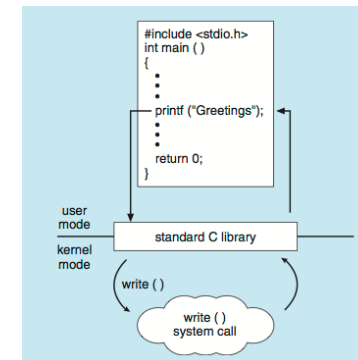 #include <stdio.h>
int main ( )
{
•
•
•
printf ("Greetings");
•
•
•
return 0;
}
user
mode
standard C library
kernel
mode
write ( )
write ( )
system call